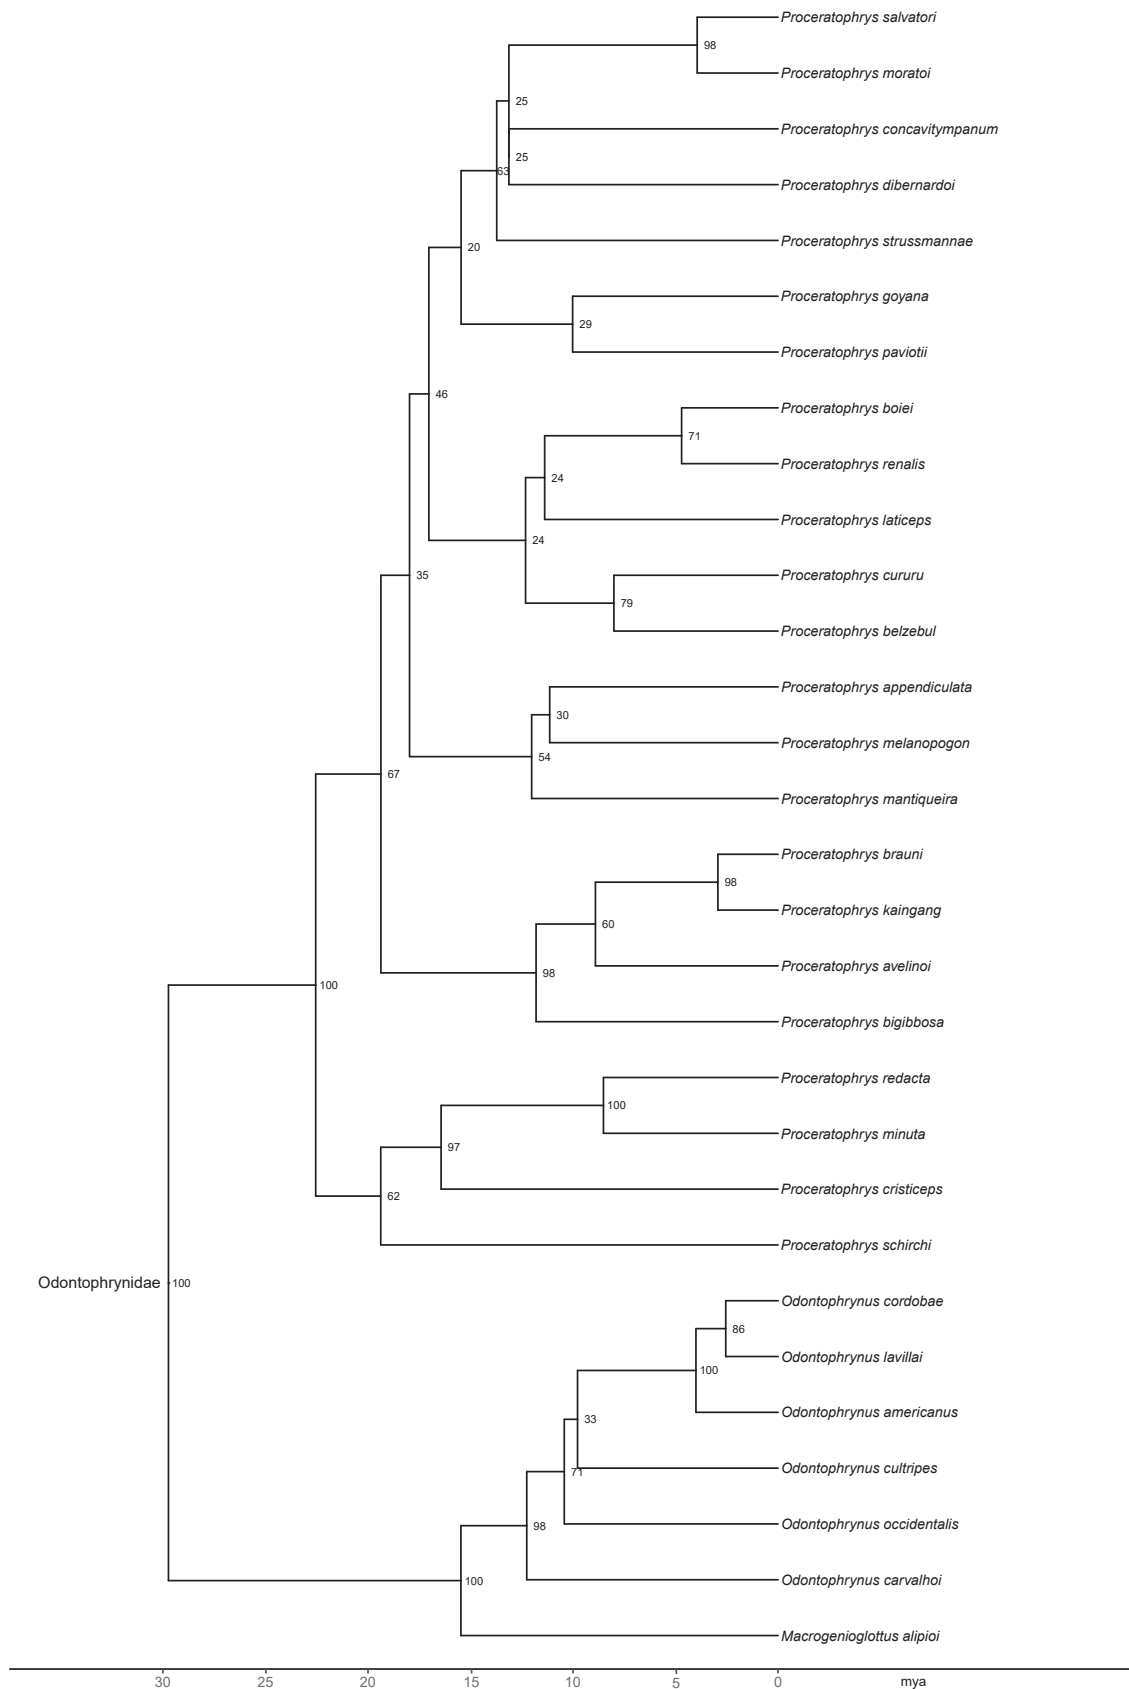 Proceratophrys salvatori
98
Proceratophrys moratoi
25
Proceratophrys concavitympanum
25
63
Proceratophrys dibernardoi
Proceratophrys strussmannae
20
Proceratophrys goyana
29
Proceratophrys paviotii
46
Proceratophrys boiei
71
Proceratophrys renalis
24
Proceratophrys laticeps
24
Proceratophrys cururu
35
79
Proceratophrys belzebul
Proceratophrys appendiculata
30
Proceratophrys melanopogon
54
67
Proceratophrys mantiqueira
Proceratophrys brauni
98
Proceratophrys kaingang
60
Proceratophrys avelinoi
98
100
Proceratophrys bigibbosa
Proceratophrys redacta
100
Proceratophrys minuta
97
Proceratophrys cristiceps
62
Proceratophrys schirchi
Odontophrynidae 100
Odontophrynus cordobae
86
Odontophrynus lavillai
100
Odontophrynus americanus
33
Odontophrynus cultripes
71
Odontophrynus occidentalis
98
Odontophrynus carvalhoi
100
Macrogenioglottus alipioi
30 25 20 15 10 5 0 mya